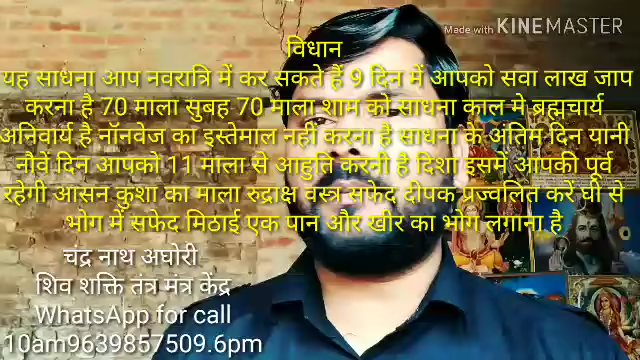 Made with KINEMASTER
विधान
यह साधना आप नवरात्रि में कर सकते हैं 9 दिन में आपको सवा लाख जाप
करना है 70 माला सुबह 70 माला शाम को साधना काल मे ब्रह्मचार्य
अनिवार्य है नॉनवेज का इस्तेमाल नहीं करना है साधना के अंतिम दिन यानी
नौवें दिन आपको 11 माला से आहुति करनी है दिशा इसमें आपकी पूर्व
रहेगी आसन कुशा का माला रुद्राक्ष वस्त्र सफेद दीपक प्रज्वलित करें घी से
भोग में सफेद मिठाई एक पान और खीर का भोग लगाना है
चंद्र नाथ अघोरी
शिव शक्ति तंत्र मंत्र केंद्र
WhatsApp for call
10am9639857509.6pm